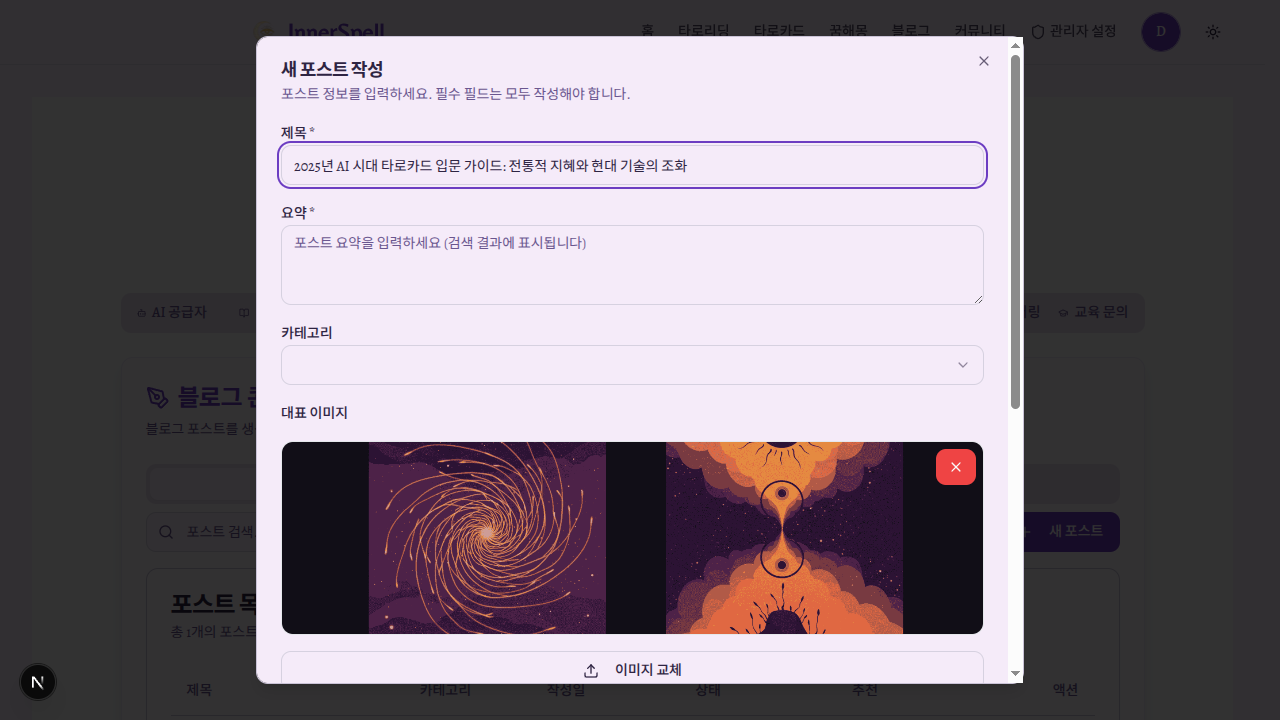 InnerSpell
홈 타로리딩 타로카드 꿈해몽 블로그 커뮤니티 관리자 설정 D
새 포스트 작성
포스트 정보를 입력하세요. 필수 필드는 모두 작성해야 합니다.
제목 *
2025년 AI 시대 타로카드 입문 가이드: 전통적 지혜와 현대 기술의 조화
요약 *
포스트 요약을 입력하세요 (검색 결과에 표시됩니다)
AI 공급자
교육 문의
카테고리
블로그
대표 이미지
블로그 포스트를
포스트 검색
새 포스트
포스트
총 1개의 포스트
이미지 교체
N
제목 카테고리 작성일 상태 추천 액션